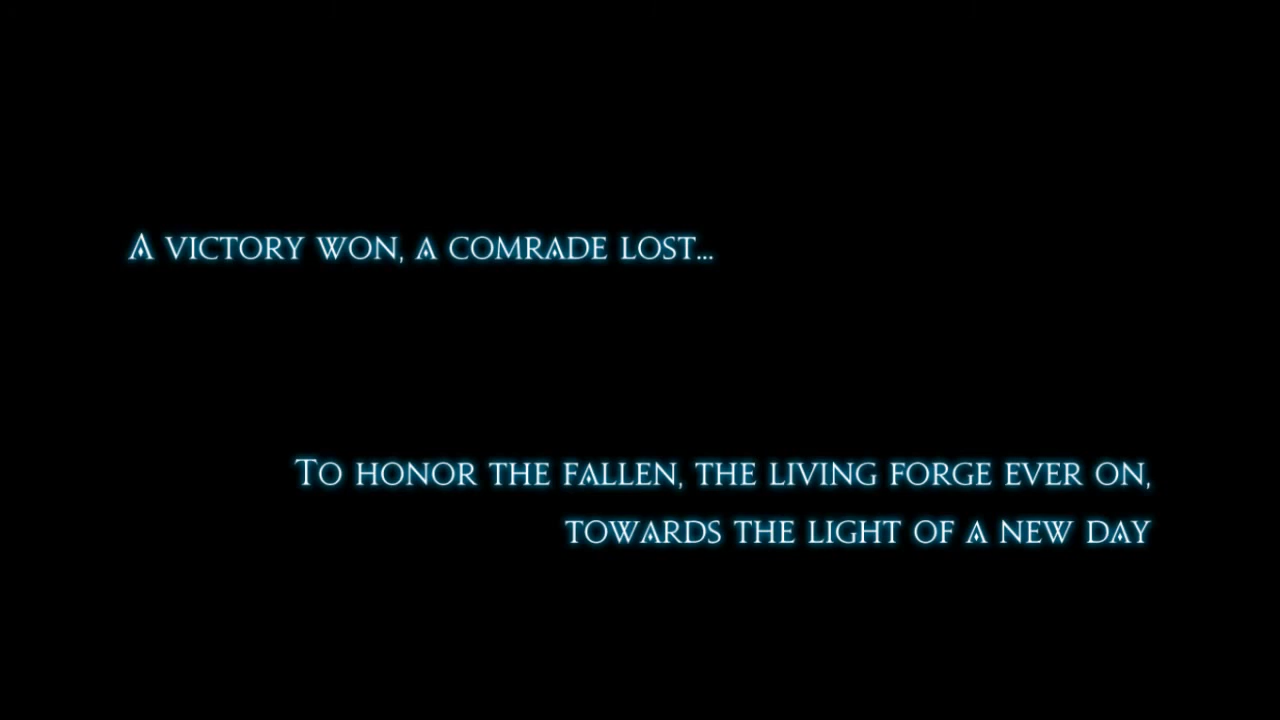 A victory won, a comrade lost...
To honor the fallen, the living forge ever on,
towards the light of a new day